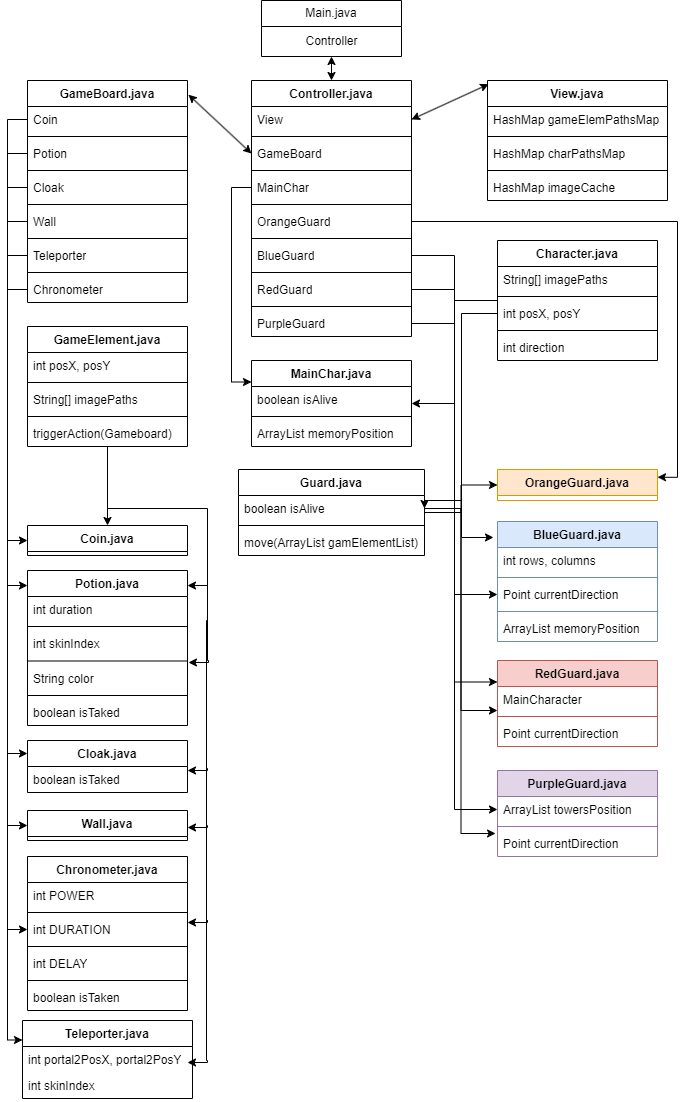 Main.java
Controller
GameBoard.java
Coin
Potion
Cloak
Wall
Teleporter
Chronometer
Controller.java
View
GameBoard
MainChar
OrangeGuard
BlueGuard
RedGuard
PurpleGuard
View.java
HashMap gameElemPathsMap
HashMap charPathsMap
HashMap imageCache
Character.java
String[] imagePaths
int posX, posY
int direction
GameElement.java
int posX, posY
String[] imagePaths
triggerAction(Gameboard)
MainChar.java
boolean isAlive
ArrayList memoryPosition
Guard.java
boolean isAlive
move(ArrayList gamElementList)
OrangeGuard.java
BlueGuard.java
int rows, columns
Point currentDirection
ArrayList memoryPosition
RedGuard.java
MainCharacter
Point currentDirection
PurpleGuard.java
ArrayList towersPosition
Point currentDirection
Coin.java
Potion.java
int duration
int skinIndex
String color
boolean isTaked
Cloak.java
boolean isTaked
Wall.java
Chronometer.java
int POWER
int DURATION
int DELAY
boolean isTaken
Teleporter.java
int portal2PosX, portal2PosY
int skinIndex